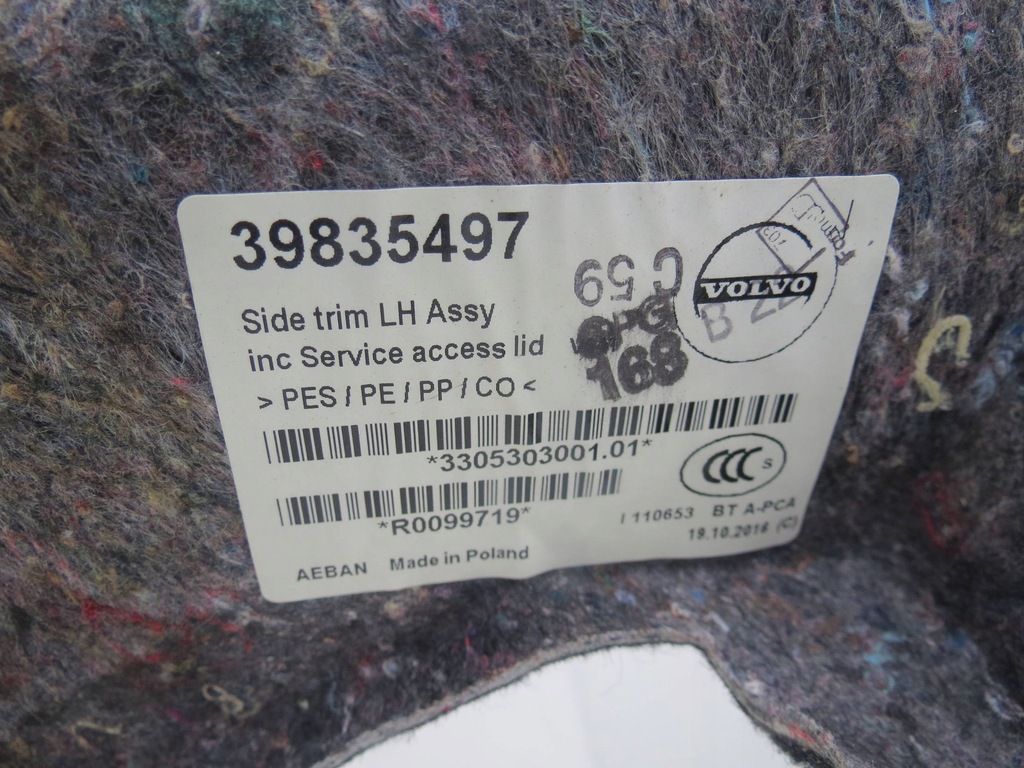 39835497
Side trim LH Assy
inc Service access lid
> PES / PE / PP / CO <
C 59
168
VOLVO
*3305303001.01*
CCC S
*R0099719*
I 110653 BT A-PCA
19.10.2016 (C)
AEBAN Made in Poland